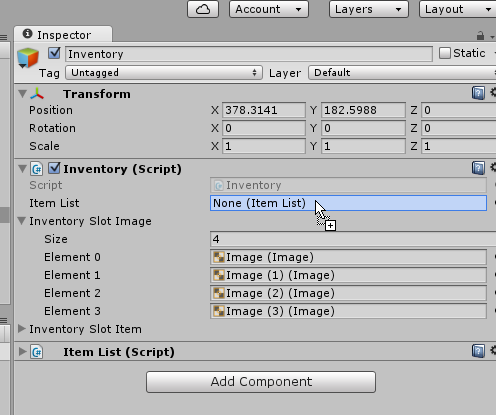 Account Layers Layout
Inspector
Inventory Static
Tag Untagged Layer Default
Transform
Position X 378.3141 Y 182.5988 Z 0
Rotation X 0 Y 0 Z 0
Scale X 1 Y 1 Z 1
Inventory (Script)
Script Inventory
Item List None (Item List)
Inventory Slot Image
Size 4
Element 0 Image (Image)
Element 1 Image (1) (Image)
Element 2 Image (2) (Image)
Element 3 Image (3) (Image)
Inventory Slot Item
Item List (Script)
Add Component